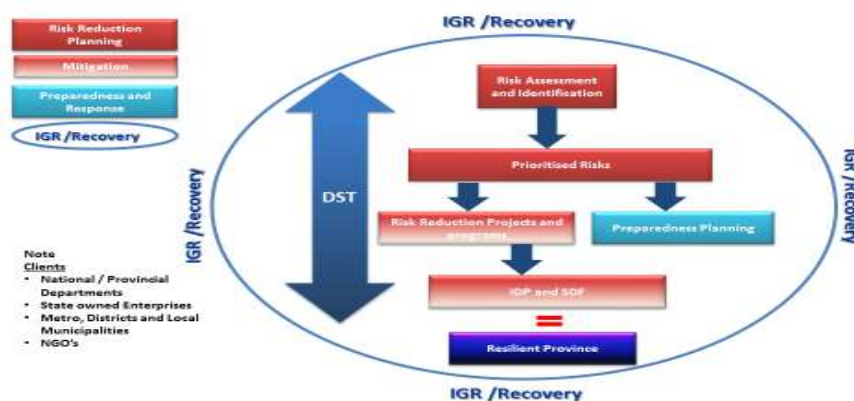 IGR /Recovery
Risk Reduction
Planning
Mitigation
Preparedness and
Response
IGR /Recovery
Risk Assessment
and Identification
Prioritised Risks
DST
Risk Reduction Projects and
programs
Preparedness Planning
IDP and SDF
=
Resilient Province
IGR /Recovery
IGR /Recovery
IGR /Recovery
Note
Clients
• National / Provincial
Departments
• State owned Enterprises
• Metro, Districts and Local
Municipalities
• NGO's